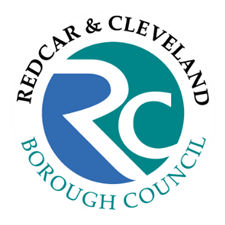 REDCAR & CLEVELAND
RC
BOROUGH COUNCIL